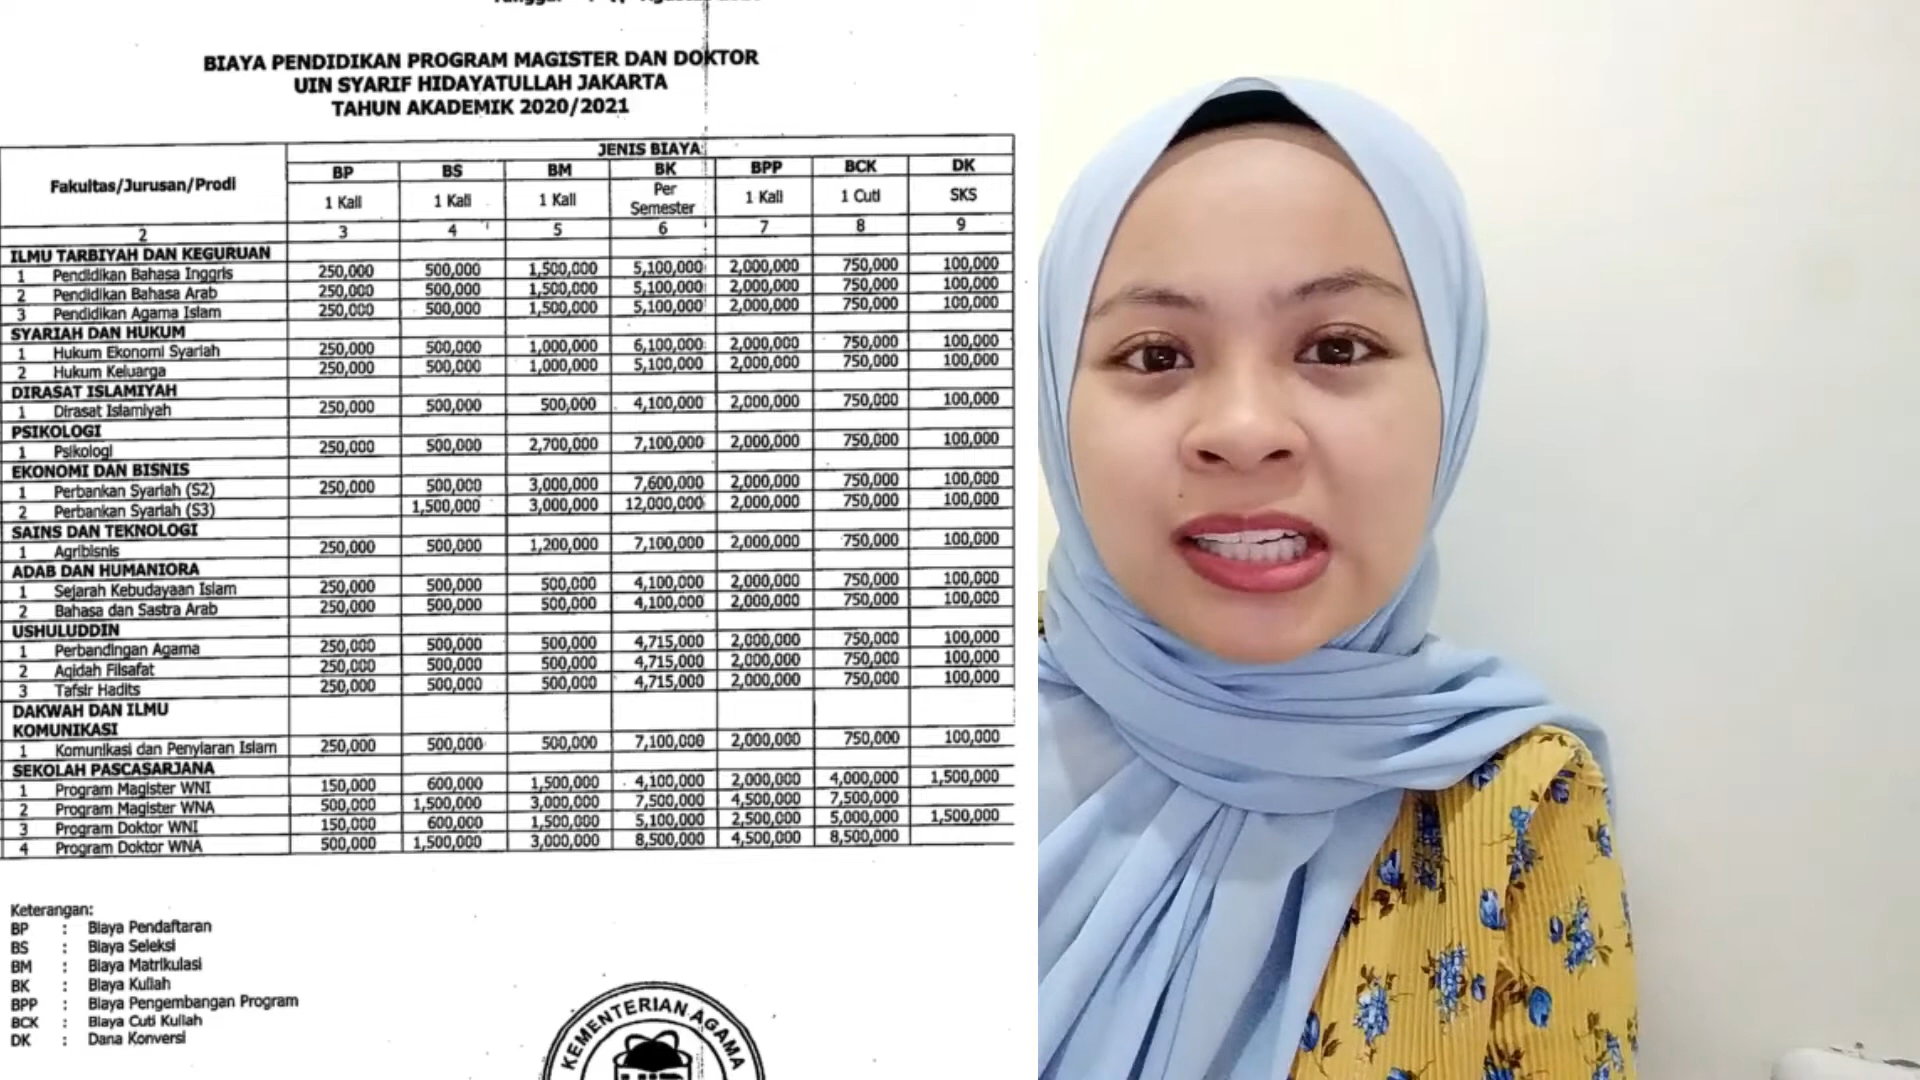 BIAYA PENDIDIKAN PROGRAM MAGISTER DAN DOKTOR
UIN SYARIF HIDAYATULLAH JAKARTA
TAHUN AKADEMIK 2020/2021
Fakultas/Jurusan/Prodi JENIS BIAYA
BP BS BM BK BPP BCK DK
1 Kali 1 Kali 1 Kali Per Semester 1 Kali 1 Cuti SKS
2 3 4 5 6 7 8 9
ILMU TARBIYAH DAN KEGURUAN
1 Pendidikan Bahasa Inggris 250,000 500,000 1,500,000 5,100,000 2,000,000 750,000 100,000
2 Pendidikan Bahasa Arab 250,000 500,000 1,500,000 5,100,000 2,000,000 750,000 100,000
3 Pendidikan Agama Islam 250,000 500,000 1,500,000 5,100,000 2,000,000 750,000 100,000
SYARIAH DAN HUKUM
1 Hukum Ekonomi Syariah 250,000 500,000 1,000,000 6,100,000 2,000,000 750,000 100,000
2 Hukum Keluarga 250,000 500,000 1,000,000 5,100,000 2,000,000 750,000 100,000
DIRASAT ISLAMIYAH
1 Dirasat Islamiyah 250,000 500,000 500,000 4,100,000 2,000,000 750,000 100,000
PSIKOLOGI
1 Psikologi 250,000 500,000 2,700,000 7,100,000 2,000,000 750,000 100,000
EKONOMI DAN BISNIS
1 Perbankan Syariah (S2) 250,000 500,000 3,000,000 7,600,000 2,000,000 750,000 100,000
2 Perbankan Syariah (S3) 1,500,000 3,000,000 12,000,000 2,000,000 750,000 100,000
SAINS DAN TEKNOLOGI
1 Agribisnis 250,000 500,000 1,200,000 7,100,000 2,000,000 750,000 100,000
ADAB DAN HUMANIORA
1 Sejarah Kebudayaan Islam 250,000 500,000 500,000 4,100,000 2,000,000 750,000 100,000
2 Bahasa dan Sastra Arab 250,000 500,000 500,000 4,100,000 2,000,000 750,000 100,000
USHULUDDIN
1 Perbandingan Agama 250,000 500,000 500,000 4,715,000 2,000,000 750,000 100,000
2 Aqidah Filsafat 250,000 500,000 500,000 4,715,000 2,000,000 750,000 100,000
3 Tafsir Hadits 250,000 500,000 500,000 4,715,000 2,000,000 750,000 100,000
DAKWAH DAN ILMU
KOMUNIKASI
1 Komunikasi dan Penyiaran Islam 250,000 500,000 500,000 7,100,000 2,000,000 750,000 100,000
SEKOLAH PASCASARJANA
1 Program Magister WNI 150,000 600,000 1,500,000 4,100,000 2,000,000 4,000,000 1,500,000
2 Program Magister WNA 500,000 1,500,000 3,000,000 7,500,000 4,500,000 7,500,000
3 Program Doktor WNI 150,000 600,000 1,500,000 5,100,000 2,500,000 5,000,000 1,500,000
4 Program Doktor WNA 500,000 1,500,000 3,000,000 8,500,000 4,500,000 8,500,000
Keterangan:
BP : Biaya Pendaftaran
BS : Biaya Seleksi
BM : Biaya Matrikulasi
BK : Biaya Kuliah
BPP : Biaya Pengembangan Program
BCK : Biaya Cuti Kuliah
DK : Dana Konversi
KEMENTERIAN AGAMA